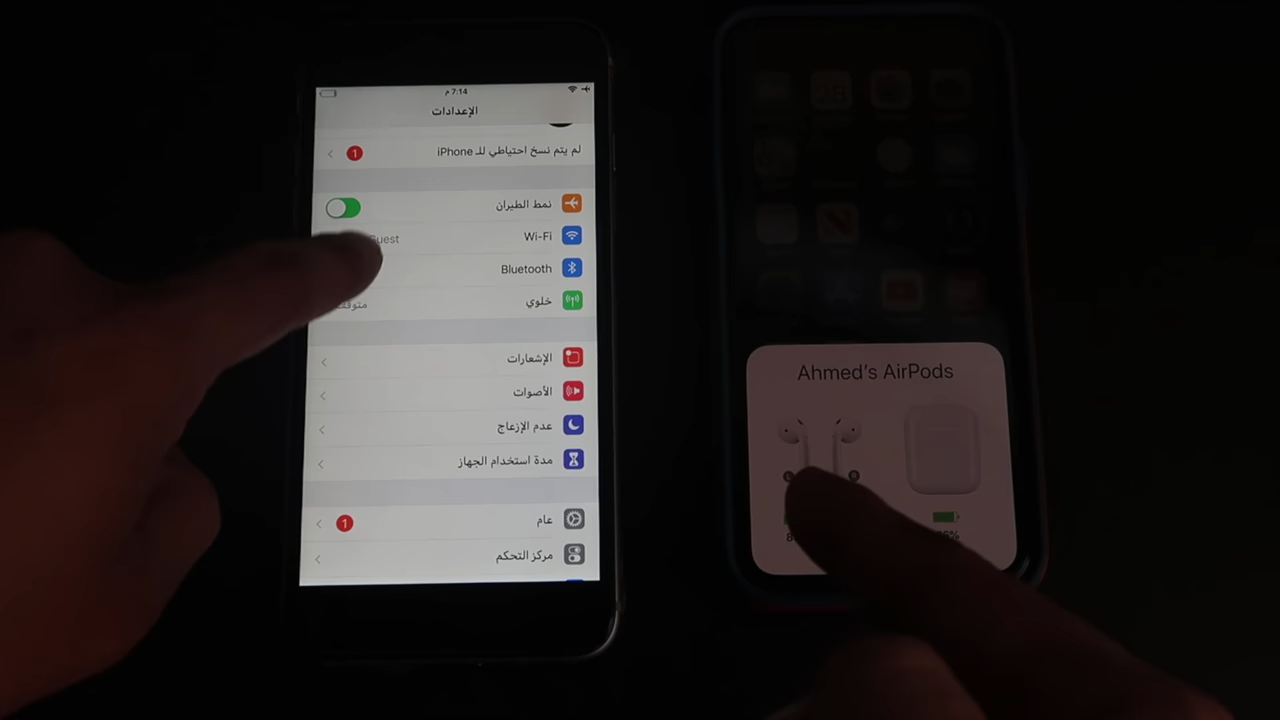 7:14 م
الإعدادات
لم يتم نسخ احتياطي للـ iPhone
1
نمط الطيران
Wi-Fi
Bluetooth
خلوي
الإشعارات
الأصوات
عدم الإزعاج
مدة استخدام الجهاز
عام
1
مركز التحكم
Ahmed's AirPods